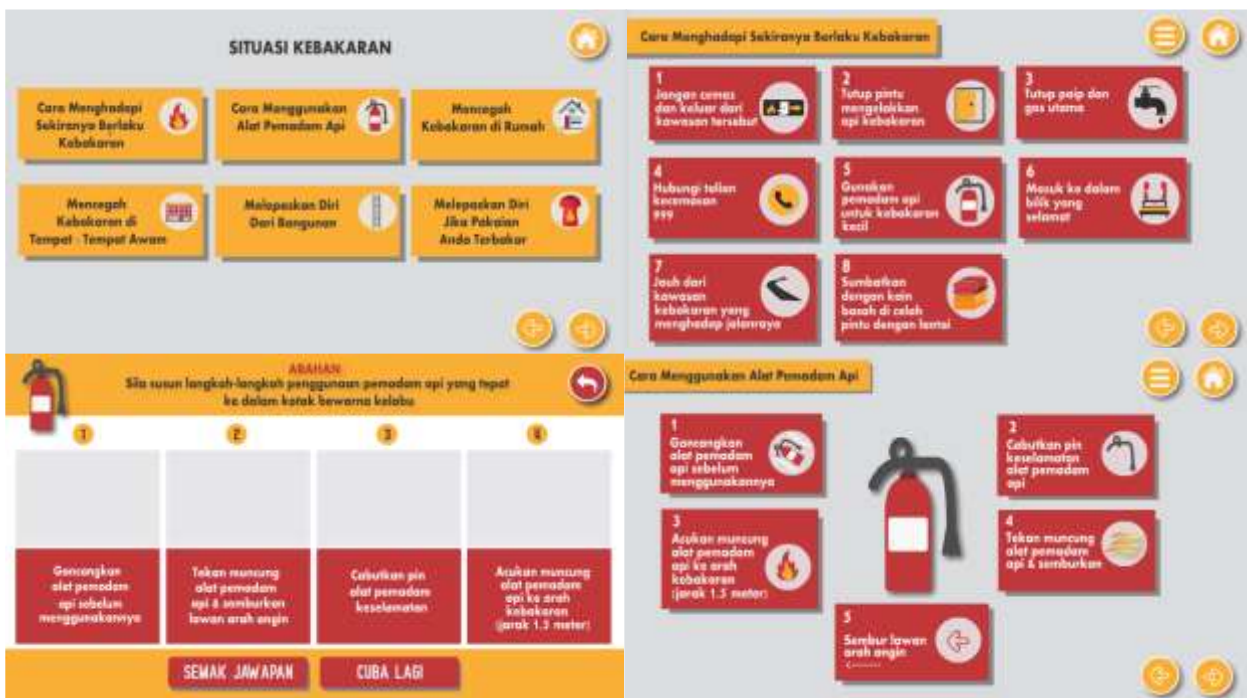 SITUASI KEBAKARAN
Cara Menghadapi
Sekiranya Berlaku
Kebakaran
Cara Menggunakan
Alat Pemadam Api
Mencegah
Kebakaran di Rumah
Mencegah
Kebakaran di
Tempat - Tempat Awam
Melepaskan Diri
Dari Bangunan
Melepaskan Diri
Jika Pakaian
Anda Terbakar
Cara Menghadapi Sekiranya Berlaku Kebakaran
1
Jangan cemas
dan keluar dari
kawasan tersebut
2
Tutup pintu
mengelakkan
api kebakaran
3
Tutup paip dan
gas utama
4
Hubungi talian
kecemasan
999
5
Gunakan
pemadam api
untuk kebakaran
kecil
6
Masuk ke dalam
bilik yang
selamat
7
Jauh dari
kawasan
kebakaran yang
menghadap jalanraya
8
Sumbatkan
dengan kain
basah di celah
pintu dengan lantai
ARAHAN
Sila susun langkah-langkah penggunaan pemadam api yang tepat
ke dalam kotak bewarna kelabu
1
2
3
4
Goncangkan
alat pemadam
api sebelum
menggunakannya
Tekan muncung
alat pemadam
api & semburkan
lawan arah angin
Cabutkan pin
alat pemadam
keselamatan
Acukan muncung
alat pemadam
api ke arah
kebakaran
(jarak 1.5 meter)
SEMAK JAWAPAN
CUBA LAGI
Cara Menggunakan Alat Pemadam Api
1
Goncangkan
alat pemadam
api sebelum
menggunakannya
2
Cabutkan pin
keselamatan
alat pemadam
api
3
Acukan muncung
alat pemadam
api ke arah
kebakaran
(jarak 1.5 meter)
4
Tekan muncung
alat pemadam
api & semburkan
5
Sembur lawan
arah angin
<-------